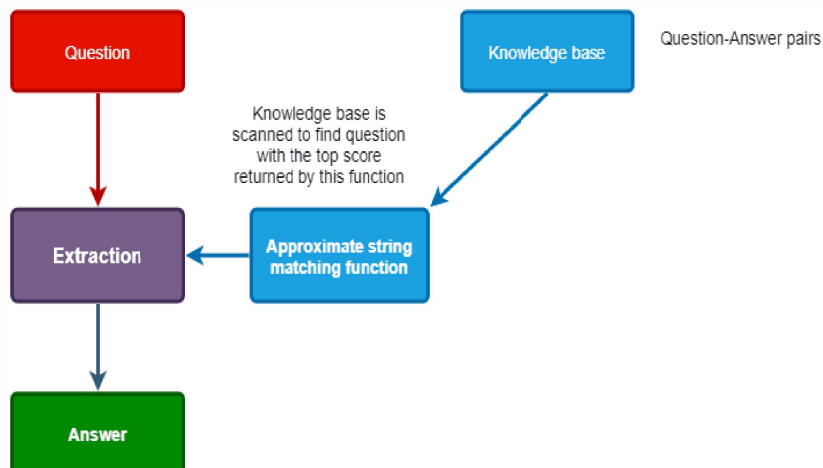 Question
Knowledge base
Question-Answer pairs
Knowledge base is
scanned to find question
with the top score
returned by this function
Extraction
Approximate string
matching function
Answer